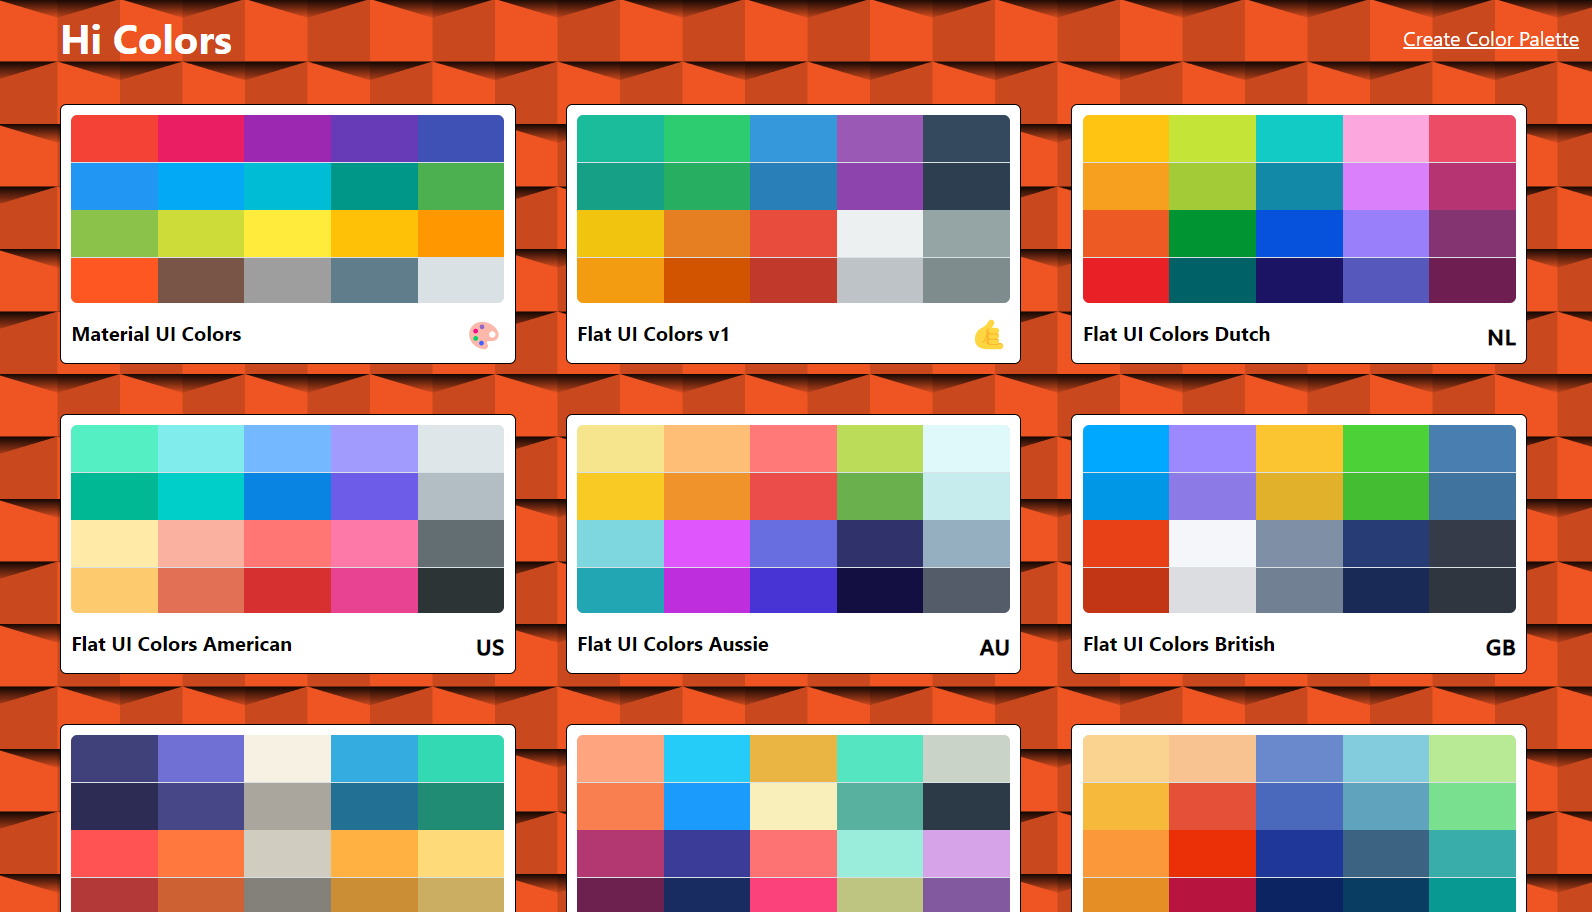 Hi Colors
Create Color Palette
Material UI Colors
Flat UI Colors v1
Flat UI Colors Dutch
NL
Flat UI Colors American
US
Flat UI Colors Aussie
AU
Flat UI Colors British
GB